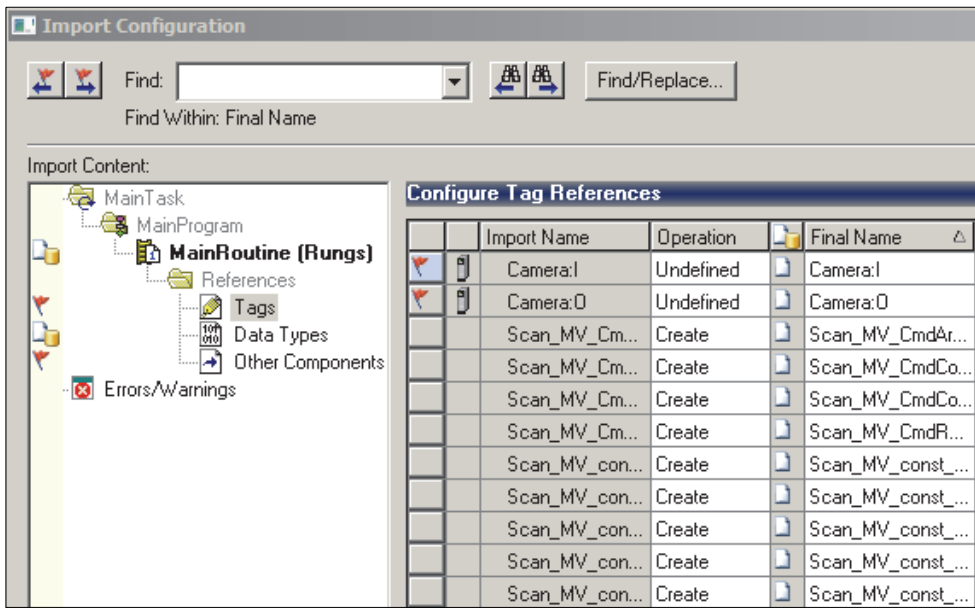 Import Configuration
Find:
Find/Replace...
Find Within: Final Name
Import Content:
MainTask
MainProgram
MainRoutine (Rungs)
References
Tags
Data Types
Other Components
Errors/Warnings
Configure Tag References
Import Name Operation Final Name
Camera:I Undefined Camera:I
Camera:O Undefined Camera:O
Scan_MV_Cm... Create Scan_MV_CmdAr...
Scan_MV_Cm... Create Scan_MV_CmdCo...
Scan_MV_Cm... Create Scan_MV_CmdCo...
Scan_MV_Cm... Create Scan_MV_CmdR...
Scan_MV_con... Create Scan_MV_const_...
Scan_MV_con... Create Scan_MV_const_...
Scan_MV_con... Create Scan_MV_const_...
Scan_MV_con... Create Scan_MV_const_...
Scan_MV_con... Create Scan_MV_const_...